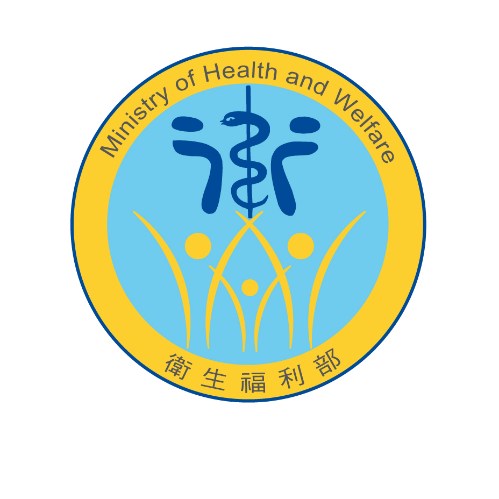 Ministry of Health and Welfare
衛生福利部